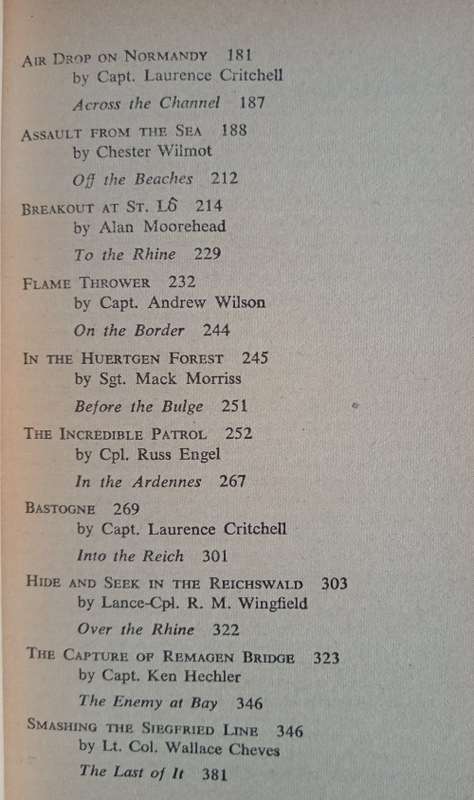 AIR DROP ON NORMANDY 181
by Capt. Laurence Critchell
Across the Channel 187
ASSAULT FROM THE SEA 188
by Chester Wilmot
Off the Beaches 212
BREAKOUT AT ST. LÔ 214
by Alan Moorehead
To the Rhine 229
FLAME THROWER 232
by Capt. Andrew Wilson
On the Border 244
IN THE HUERTGEN FOREST 245
by Sgt. Mack Morriss
Before the Bulge 251
THE INCREDIBLE PATROL 252
by Cpl. Russ Engel
In the Ardennes 267
BASTOGNE 269
by Capt. Laurence Critchell
Into the Reich 301
HIDE AND SEEK IN THE REICHSWALD 303
by Lance-Cpl. R. M. Wingfield
Over the Rhine 322
THE CAPTURE OF REMAGEN BRIDGE 323
by Capt. Ken Hechler
The Enemy at Bay 346
SMASHING THE SIEGFRIED LINE 346
by Lt. Col. Wallace Cheves
The Last of It 381